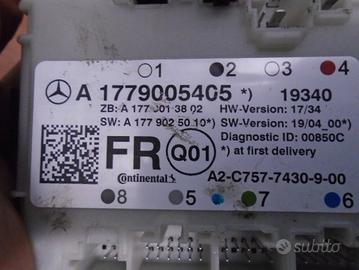 1 2 3 4
A 1779005405 *) 19340
ZB: A 177 001 38 02 HW-Version: 17/34
SW: A 177 902 50 10*) SW-Version: 19/04_00*)
Diagnostic ID: 00850C
FR Q01 *) at first delivery
Continental A2-C757-7430-9-00
8 5 7 6
subito